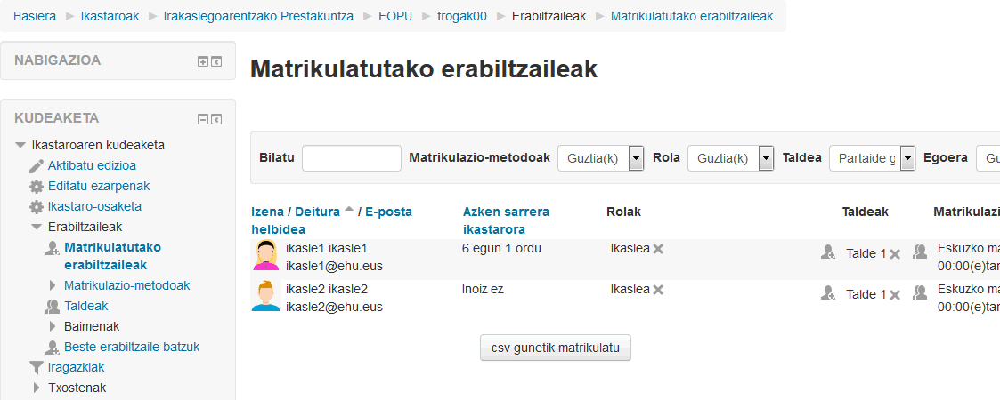 Hasiera Ikastaroak Irakaslegoarentzako Prestakuntza FOPU frogak00 Erabiltzaileak Matrikulatutako erabiltzaileak
NABIGAZIOA
KUDEAKETA
Ikastaroaren kudeaketa
Aktibatu edizioa
Editatu ezarpenak
Ikastaro-osaketa
Erabiltzaileak
Matrikulatutako
erabiltzaileak
Matrikulazio-metodoak
Taldeak
Baimenak
Beste erabiltzaile batzuk
Iragazkiak
Txostenak
Matrikulatutako erabiltzaileak
Bilatu Matrikulazio-metodoak Guztia(k) Rola Guztia(k) Taldea Partaide g Egoera Gu
Izena / Deitura / E-posta helbidea Azken sarrera ikastarora Rolak Taldeak Matrikulazi
ikasle1 ikasle1 6 egun 1 ordu Ikaslea Talde 1 Eskuzko ma
ikasle1@ehu.eus 00:00(e)tar
ikasle2 ikasle2 Inoiz ez Ikaslea Talde 1 Eskuzko ma
ikasle2@ehu.eus 00:00(e)tar
csv gunetik matrikulatu